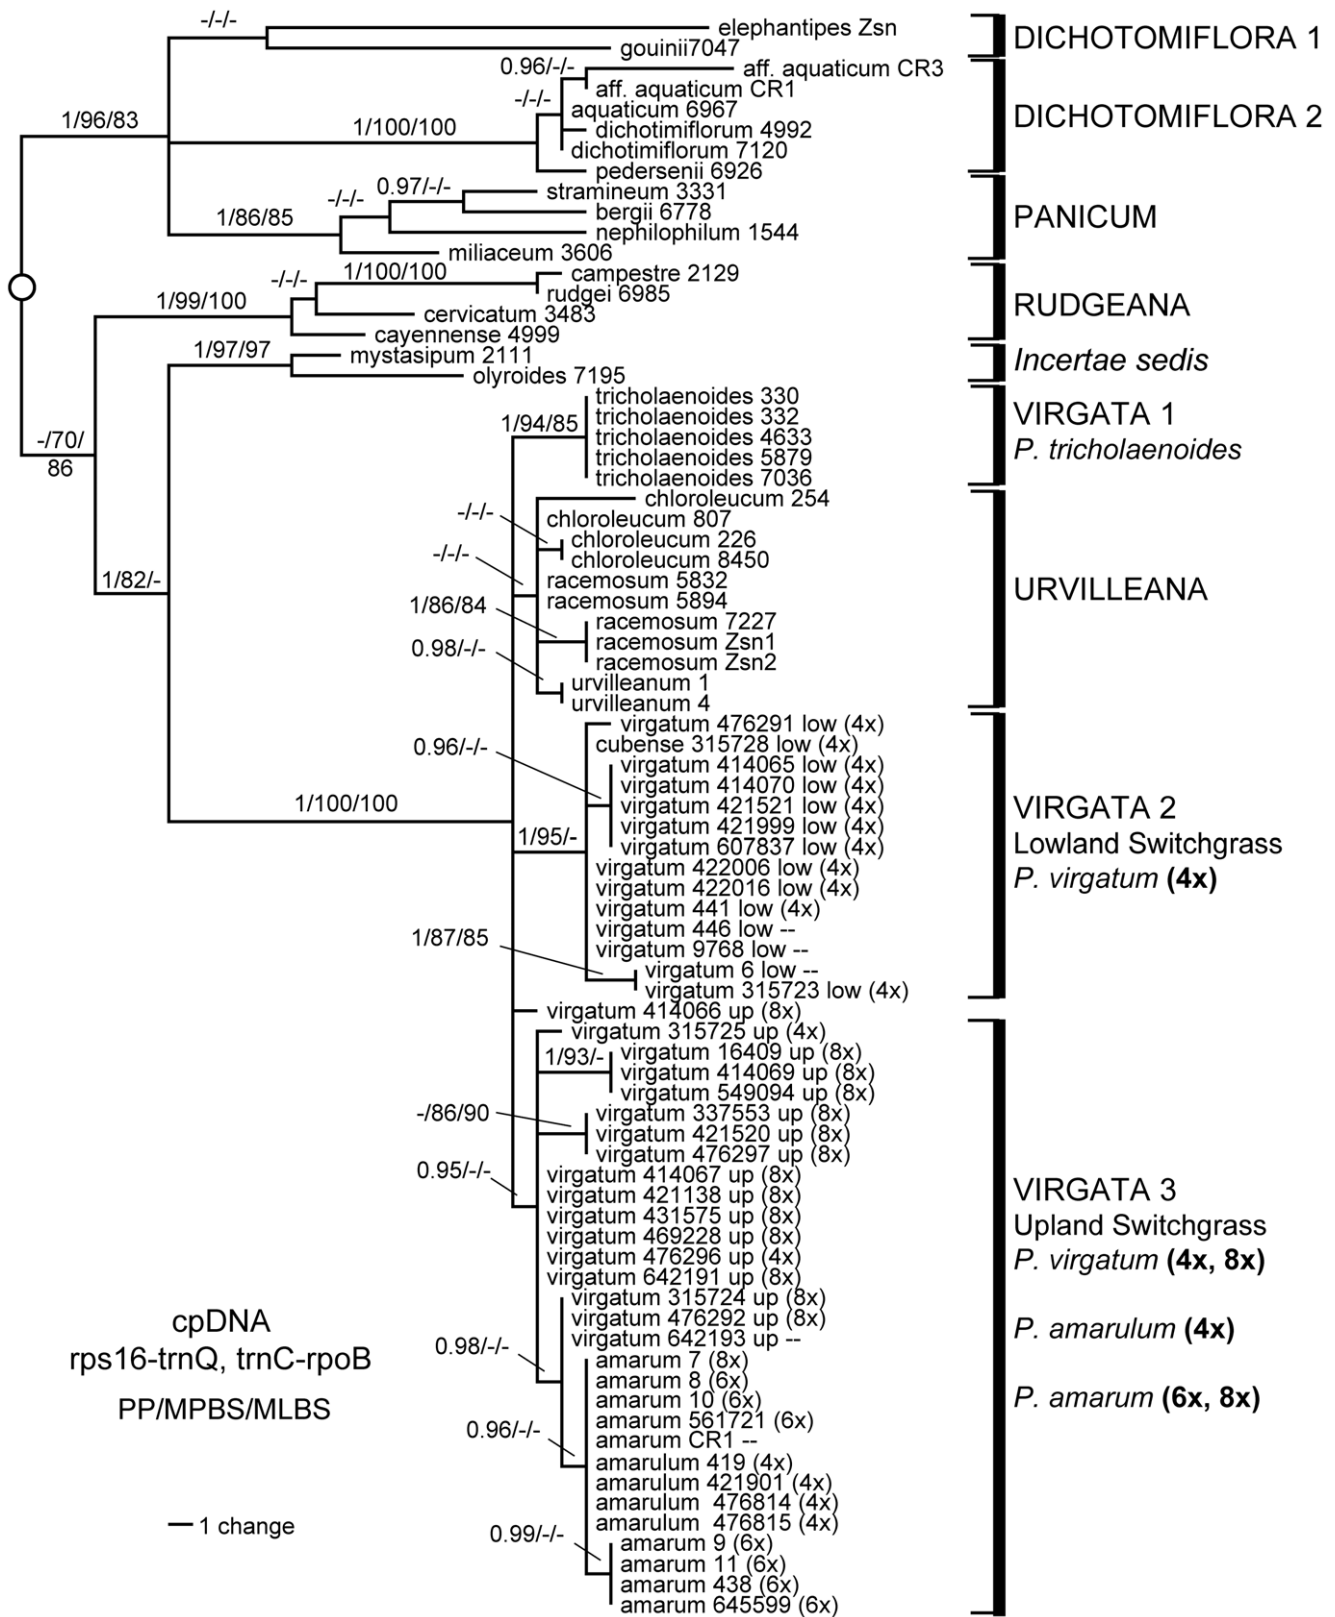 -/-/-
elephantipes Zsn
gouinii7047
DICHOTOMIFLORA 1
0.96/-/-
aff. aquaticum CR3
aff. aquaticum CR1
-/-/-
aquaticum 6967
1/96/83
1/100/100
dichotimiflorum 4992
dichotimiflorum 7120
pedersenii 6926
DICHOTOMIFLORA 2
0.97/-/-
stramineum 3331
-/-/-
bergii 6778
1/86/85
nephilophilum 1544
miliaceum 3606
PANICUM
-/-/-
1/100/100
campestre 2129
rudgei 6985
1/99/100
cervicatum 3483
cayennense 4999
RUDGEANA
1/97/97
mystasipum 2111
olyroides 7195
Incertae sedis
-/70/
86
1/82/-
1/94/85
tricholaenoides 330
tricholaenoides 332
tricholaenoides 4633
tricholaenoides 5879
tricholaenoides 7036
VIRGATA 1
P. tricholaenoides
chloroleucum 254
-/-/-
chloroleucum 807
chloroleucum 226
-/-/-
chloroleucum 8450
racemosum 5832
1/86/84
racemosum 5894
racemosum 7227
0.98/-/-
racemosum Zsn1
racemosum Zsn2
urvilleanum 1
urvilleanum 4
URVILLEANA
1/100/100
virgatum 476291 low (4x)
0.96/-/-
cubense 315728 low (4x)
virgatum 414065 low (4x)
virgatum 414070 low (4x)
virgatum 421521 low (4x)
virgatum 421999 low (4x)
1/95/-
virgatum 607837 low (4x)
virgatum 422006 low (4x)
virgatum 422016 low (4x)
virgatum 441 low (4x)
1/87/85
virgatum 446 low --
virgatum 9768 low --
virgatum 6 low --
virgatum 315723 low (4x)
VIRGATA 2
Lowland Switchgrass
P. virgatum (4x)
virgatum 414066 up (8x)
virgatum 315725 up (4x)
1/93/-
virgatum 16409 up (8x)
virgatum 414069 up (8x)
virgatum 549094 up (8x)
-/86/90
virgatum 337553 up (8x)
virgatum 421520 up (8x)
virgatum 476297 up (8x)
0.95/-/-
virgatum 414067 up (8x)
virgatum 421138 up (8x)
virgatum 431575 up (8x)
virgatum 469228 up (8x)
virgatum 476296 up (4x)
virgatum 642191 up (8x)
virgatum 315724 up (8x)
virgatum 476292 up (8x)
0.98/-/-
virgatum 642193 up --
amarum 7 (8x)
amarum 8 (6x)
amarum 10 (6x)
0.96/-/-
amarum 561721 (6x)
amarum CR1 --
amarulum 419 (4x)
amarulum 421901 (4x)
amarulum 476814 (4x)
0.99/-/-
amarulum 476815 (4x)
amarum 9 (6x)
amarum 11 (6x)
amarum 438 (6x)
amarum 645599 (6x)
VIRGATA 3
Upland Switchgrass
P. virgatum (4x, 8x)
P. amarulum (4x)
P. amarum (6x, 8x)
cpDNA
rps16-trnQ, trnC-rpoB
PP/MPBS/MLBS
1 change